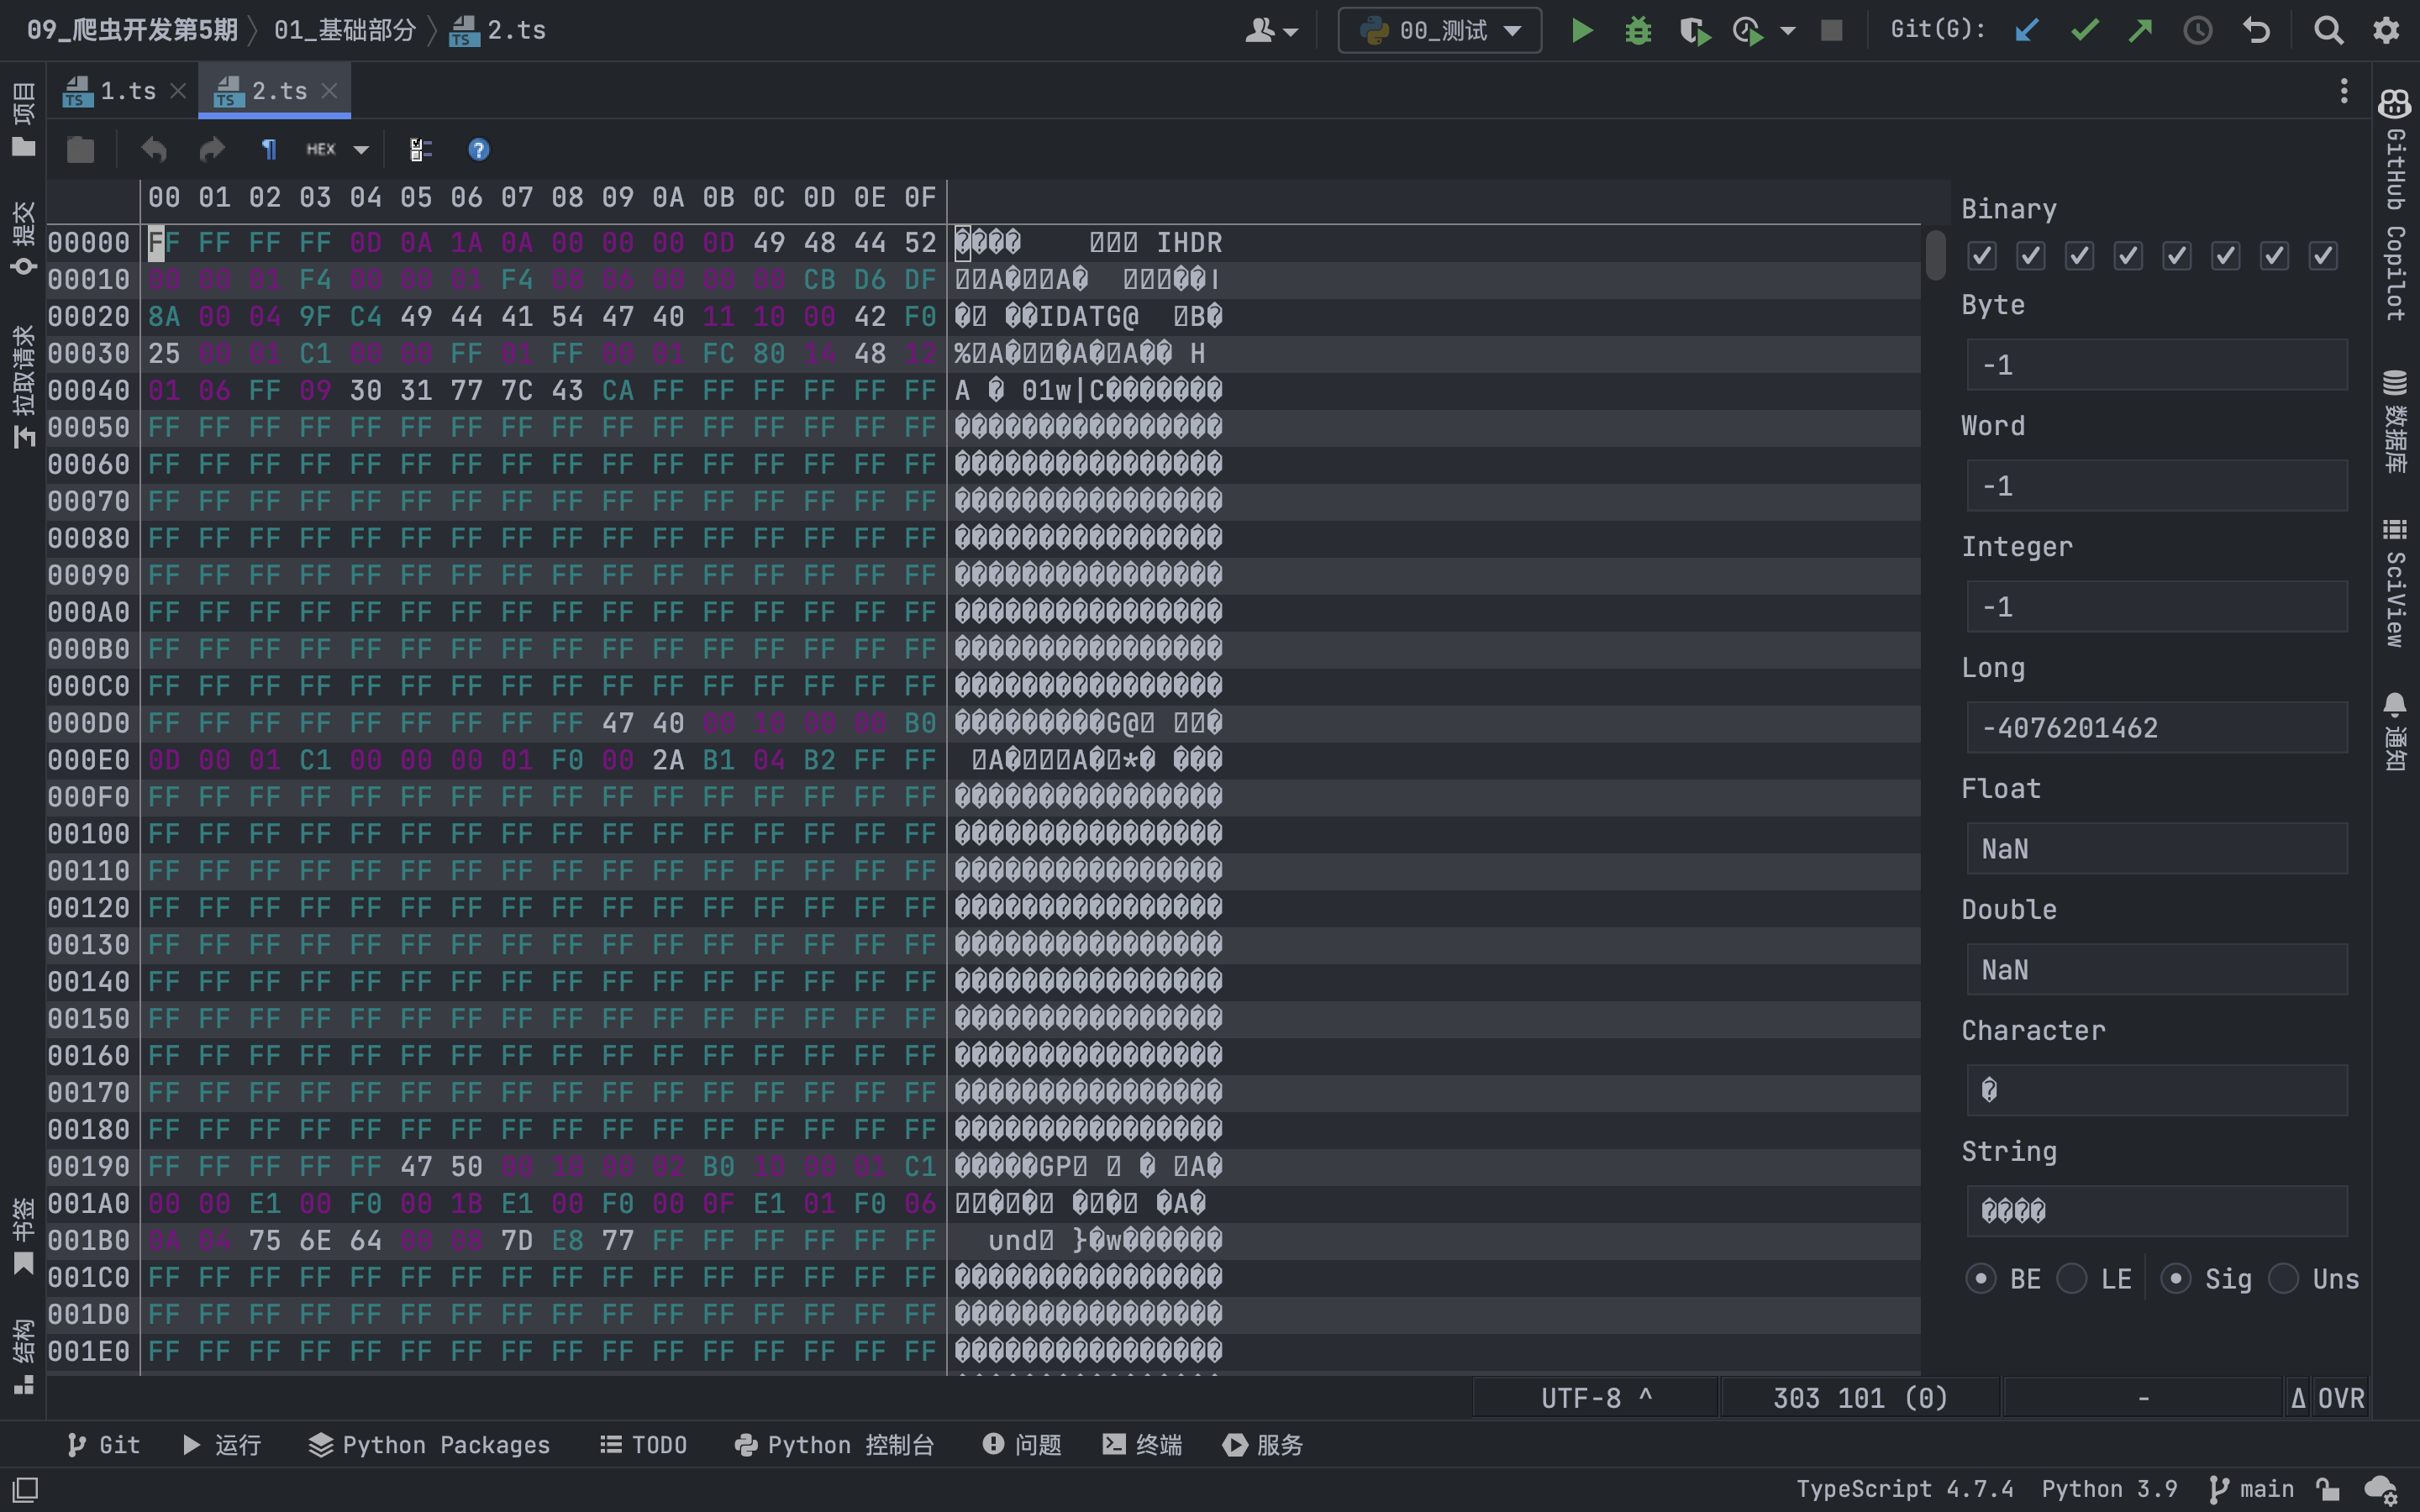 09_爬虫开发第5期 01_基础部分 2.ts
00_测试 Git(G):
1.ts 2.ts
HEX
00 01 02 03 04 05 06 07 08 09 0A 0B 0C 0D 0E 0F
00000 FF FF FF FF 0D 0A 1A 0A 00 00 00 0D 49 48 44 52 ���� IHDR
00010 00 00 01 F4 00 00 01 F4 08 06 00 00 00 CB D6 DF
00020 8A 00 04 9F C4 49 44 41 54 47 40 11 10 00 42 F0 IDATG@ B
00030 25 00 01 C1 00 00 FF 01 FF 00 01 FC 80 14 48 12 % A H
00040 01 06 FF 09 30 31 77 7C 43 CA FF FF FF FF FF FF A � 01w|C�������
00050 FF FF FF FF FF FF FF FF FF FF FF FF FF FF FF FF ����������������
00060 FF FF FF FF FF FF FF FF FF FF FF FF FF FF FF FF ����������������
00070 FF FF FF FF FF FF FF FF FF FF FF FF FF FF FF FF ����������������
00080 FF FF FF FF FF FF FF FF FF FF FF FF FF FF FF FF ����������������
00090 FF FF FF FF FF FF FF FF FF FF FF FF FF FF FF FF ����������������
000A0 FF FF FF FF FF FF FF FF FF FF FF FF FF FF FF FF ����������������
000B0 FF FF FF FF FF FF FF FF FF FF FF FF FF FF FF FF ����������������
000C0 FF FF FF FF FF FF FF FF FF FF FF FF FF FF FF FF ����������������
000D0 FF FF FF FF FF FF FF FF FF 47 40 00 10 00 00 B0 ���������G@
000E0 0D 00 01 C1 00 00 00 01 F0 00 2A B1 04 B2 FF FF A� A� *� ���
000F0 FF FF FF FF FF FF FF FF FF FF FF FF FF FF FF FF ����������������
00100 FF FF FF FF FF FF FF FF FF FF FF FF FF FF FF FF ����������������
00110 FF FF FF FF FF FF FF FF FF FF FF FF FF FF FF FF ����������������
00120 FF FF FF FF FF FF FF FF FF FF FF FF FF FF FF FF ����������������
00130 FF FF FF FF FF FF FF FF FF FF FF FF FF FF FF FF ����������������
00140 FF FF FF FF FF FF FF FF FF FF FF FF FF FF FF FF ����������������
00150 FF FF FF FF FF FF FF FF FF FF FF FF FF FF FF FF ����������������
00160 FF FF FF FF FF FF FF FF FF FF FF FF FF FF FF FF ����������������
00170 FF FF FF FF FF FF FF FF FF FF FF FF FF FF FF FF ����������������
00180 FF FF FF FF FF FF FF FF FF FF FF FF FF FF FF FF ����������������
00190 FF FF FF FF FF 47 50 00 10 00 02 B0 1D 00 01 C1 �����GP � A�
001A0 00 00 E1 00 F0 00 1B E1 00 F0 00 0F E1 01 F0 06 �A�
001B0 0A 04 75 6E 64 00 08 7D E8 77 FF FF FF FF FF FF und }�w������
001C0 FF FF FF FF FF FF FF FF FF FF FF FF FF FF FF FF ����������������
001D0 FF FF FF FF FF FF FF FF FF FF FF FF FF FF FF FF ����������������
001E0 FF FF FF FF FF FF FF FF FF FF FF FF FF FF FF FF ����������������
Binary
Byte
-1
Word
-1
Integer
-1
Long
-4076201462
Float
NaN
Double
NaN
Character
�
String
����
BE LE Sig Uns
项目
提交
拉取请求
书签
结构
GitHub Copilot
数据库
SciView
通知
UTF-8 ^ 303 101 (0) - Δ OVR
Git 运行 Python Packages TODO Python 控制台 问题 终端 服务
TypeScript 4.7.4 Python 3.9 main